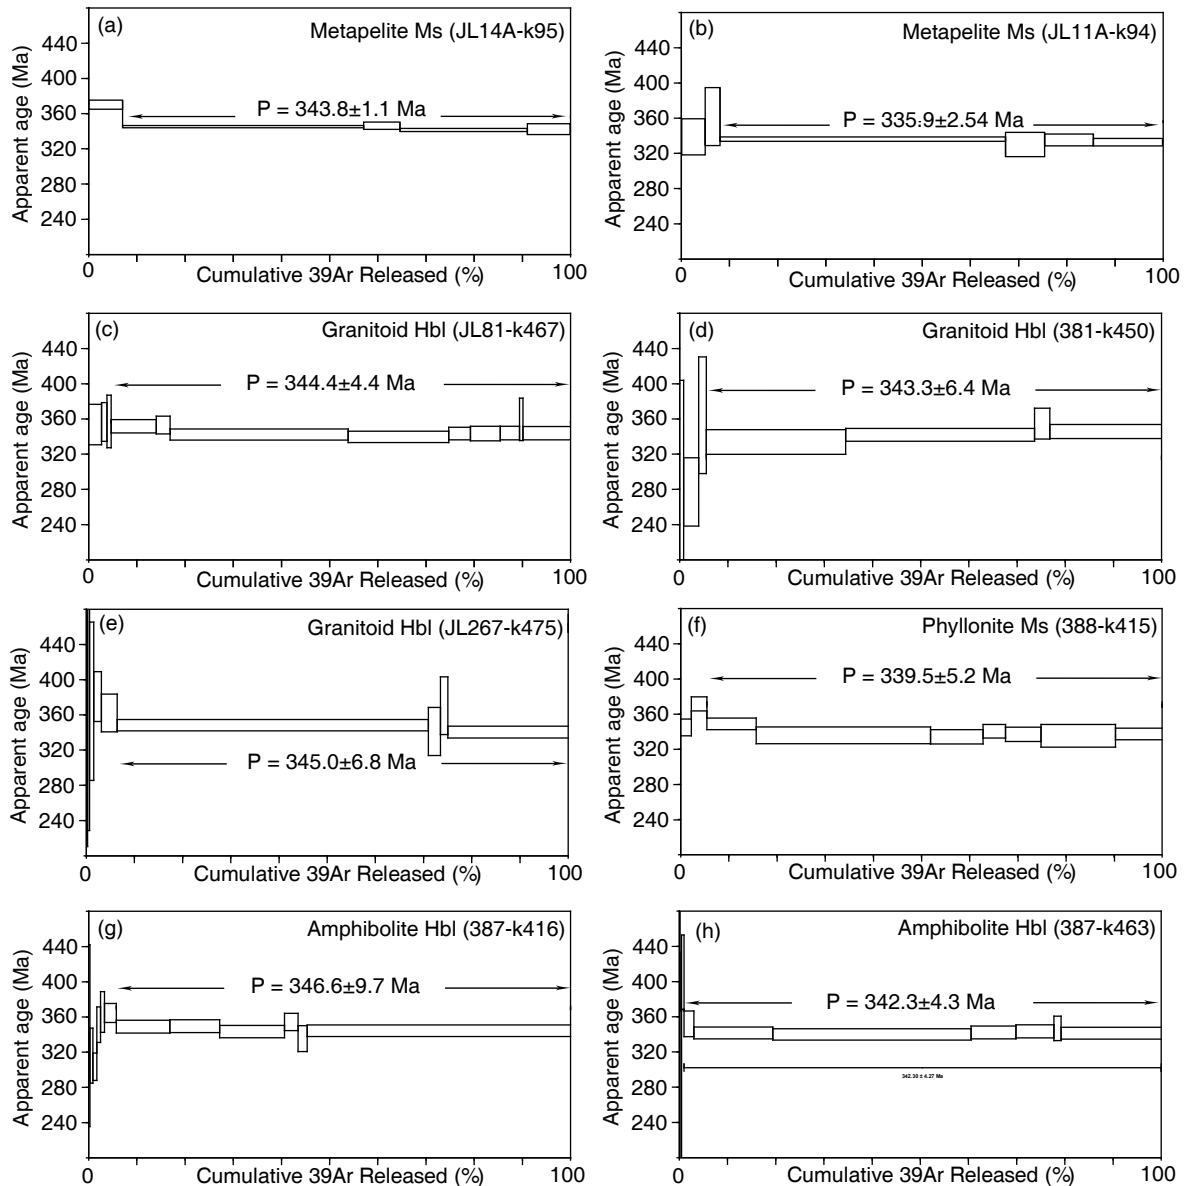 (a)
Metapelite Ms (JL14A-k95)
P = 343.8±1.1 Ma
Apparent age (Ma)
440
400
360
320
280
240
0
Cumulative 39Ar Released (%)
100
(b)
Metapelite Ms (JL11A-k94)
P = 335.9±2.54 Ma
Apparent age (Ma)
440
400
360
320
280
240
0
Cumulative 39Ar Released (%)
100
(c)
Granitoid Hbl (JL81-k467)
P = 344.4±4.4 Ma
Apparent age (Ma)
440
400
360
320
280
240
0
Cumulative 39Ar Released (%)
100
(d)
Granitoid Hbl (381-k450)
P = 343.3±6.4 Ma
Apparent age (Ma)
440
400
360
320
280
240
0
Cumulative 39Ar Released (%)
100
(e)
Granitoid Hbl (JL267-k475)
P = 345.0±6.8 Ma
Apparent age (Ma)
440
400
360
320
280
240
0
Cumulative 39Ar Released (%)
100
(f)
Phyllonite Ms (388-k415)
P = 339.5±5.2 Ma
Apparent age (Ma)
440
400
360
320
280
240
0
Cumulative 39Ar Released (%)
100
(g)
Amphibolite Hbl (387-k416)
P = 346.6±9.7 Ma
Apparent age (Ma)
440
400
360
320
280
240
0
Cumulative 39Ar Released (%)
100
(h)
Amphibolite Hbl (387-k463)
P = 342.3±4.3 Ma
342.30 ± 4.27 Ma
Apparent age (Ma)
440
400
360
320
280
240
0
Cumulative 39Ar Released (%)
100